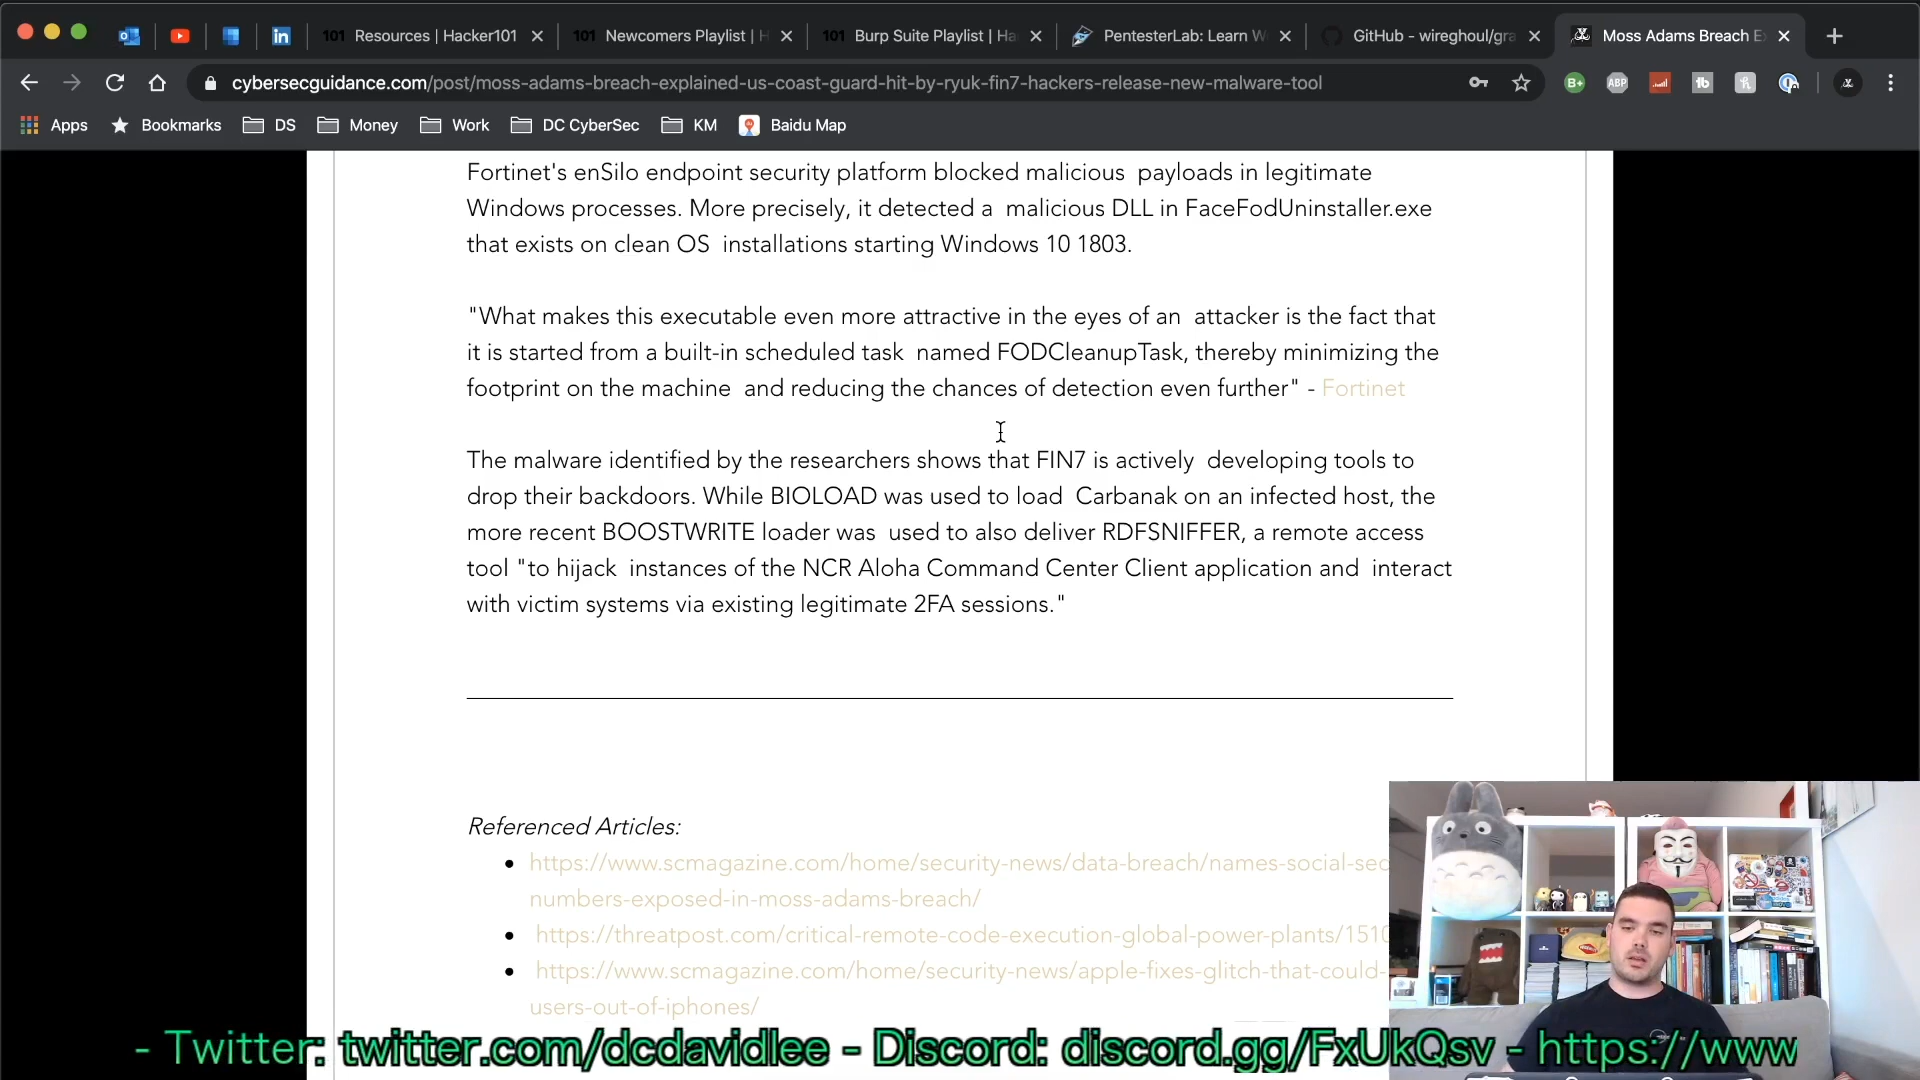 101 Resources | Hacker101
101 Newcomers Playlist | H
101 Burp Suite Playlist | Ha
PentesterLab: Learn W
GitHub - wireghoul/gra
Moss Adams Breach E
cybersecguidance.com/post/moss-adams-breach-explained-us-coast-guard-hit-by-ryuk-fin7-hackers-release-new-malware-tool
B+
ABP
tb
Apps
Bookmarks
DS
Money
Work
DC CyberSec
KM
Baidu Map
Fortinet's enSilo endpoint security platform blocked malicious payloads in legitimate
Windows processes. More precisely, it detected a malicious DLL in FaceFodUninstaller.exe
that exists on clean OS installations starting Windows 10 1803.
"What makes this executable even more attractive in the eyes of an attacker is the fact that
it is started from a built-in scheduled task named FODCleanupTask, thereby minimizing the
footprint on the machine and reducing the chances of detection even further" - Fortinet
The malware identified by the researchers shows that FIN7 is actively developing tools to
drop their backdoors. While BIOLOAD was used to load Carbanak on an infected host, the
more recent BOOSTWRITE loader was used to also deliver RDFSNIFFER, a remote access
tool "to hijack instances of the NCR Aloha Command Center Client application and interact
with victim systems via existing legitimate 2FA sessions."
Referenced Articles:
https://www.scmagazine.com/home/security-news/data-breach/names-social-sec
numbers-exposed-in-moss-adams-breach/
https://threatpost.com/critical-remote-code-execution-global-power-plants/1510
https://www.scmagazine.com/home/security-news/apple-fixes-glitch-that-could-
users-out-of-iphones/
- Twitter: twitter.com/dcdavidlee - Discord: discord.gg/FxUkQsv - https://www